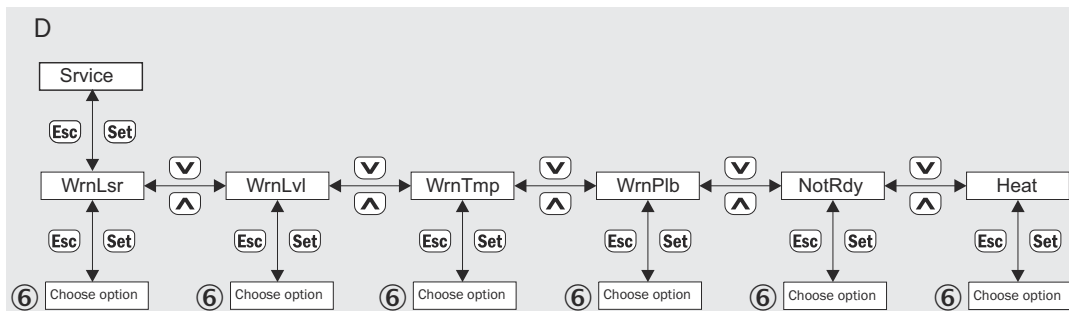 D
Srvice
Esc Set
WrnLsr WrnLvl WrnTmp WrnPlb NotRdy Heat
Esc Set Esc Set Esc Set Esc Set Esc Set Esc Set
⑥ Choose option ⑥ Choose option ⑥ Choose option ⑥ Choose option ⑥ Choose option ⑥ Choose option